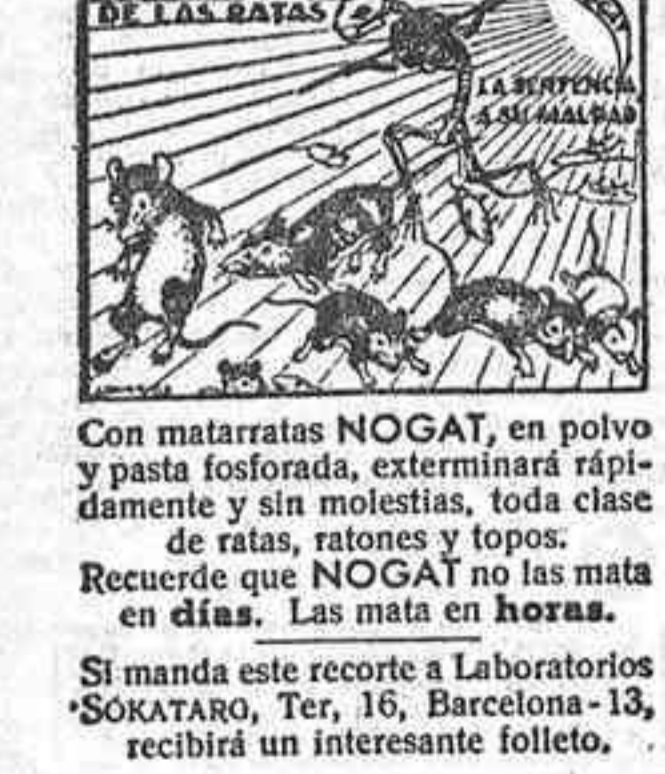 DE LAS RATAS
LA SENTENCIA
A SU MALDAD
Con matarratas NOGAT, en polvo
y pasta fosforada, exterminará rápi-
damente y sin molestias, toda clase
de ratas, ratones y topos.
Recuerde que NOGAT no las mata
en días. Las mata en horas.
Si manda este recorte a Laboratorios
SÓKATARG, Ter, 16, Barcelona-13,
recibirá un interesante folleto.